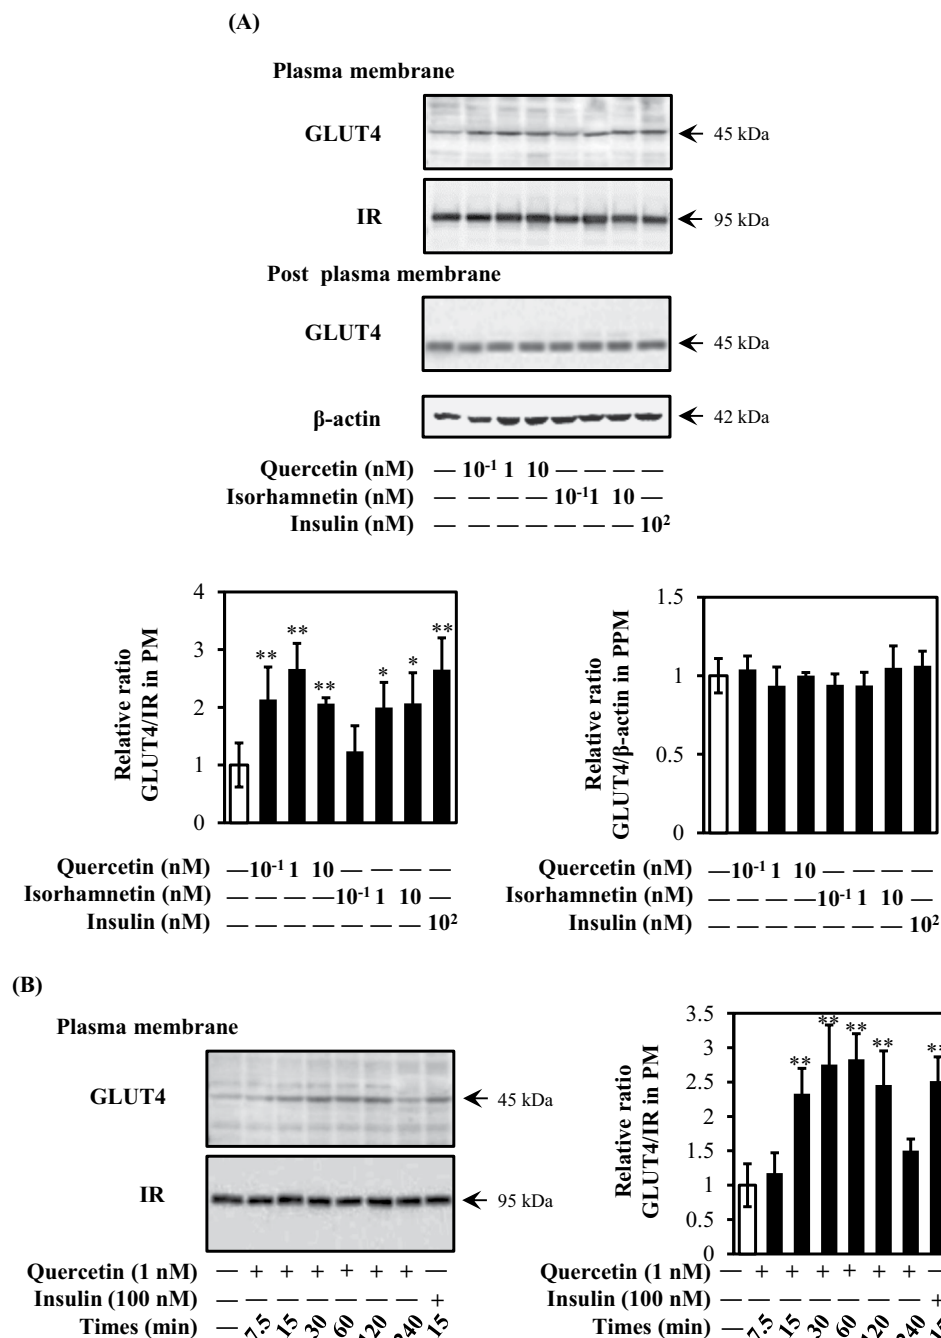 (A)
Plasma membrane
GLUT4
45 kDa
IR
95 kDa
Post plasma membrane
GLUT4
45 kDa
β-actin
42 kDa
Quercetin (nM) — 10⁻¹ 1 10 — — — —
Isorhamnetin (nM) — — — — 10⁻¹ 1 10 —
Insulin (nM) — — — — — — — 10²
Relative ratio
GLUT4/IR in PM
4
3
2
1
0
** ** ** * * **
Quercetin (nM) — 10⁻¹ 1 10 — — — —
Isorhamnetin (nM) — — — — 10⁻¹ 1 10 —
Insulin (nM) — — — — — — — 10²
Relative ratio
GLUT4/β-actin in PPM
1.5
1
0.5
0
Quercetin (nM) — 10⁻¹ 1 10 — — — —
Isorhamnetin (nM) — — — — 10⁻¹ 1 10 —
Insulin (nM) — — — — — — — 10²
(B)
Plasma membrane
GLUT4
45 kDa
IR
95 kDa
Quercetin (1 nM) — + + + + + + —
Insulin (100 nM) +
Times (min) — 7.5 15 30 60 120 240 15
Relative ratio
GLUT4/IR in PM
3.5
3
2.5
2
1.5
1
0.5
0
** ** ** ** **
Quercetin (1 nM) — + + + + + + —
Insulin (100 nM) +
Times (min) — 7.5 15 30 60 120 240 15